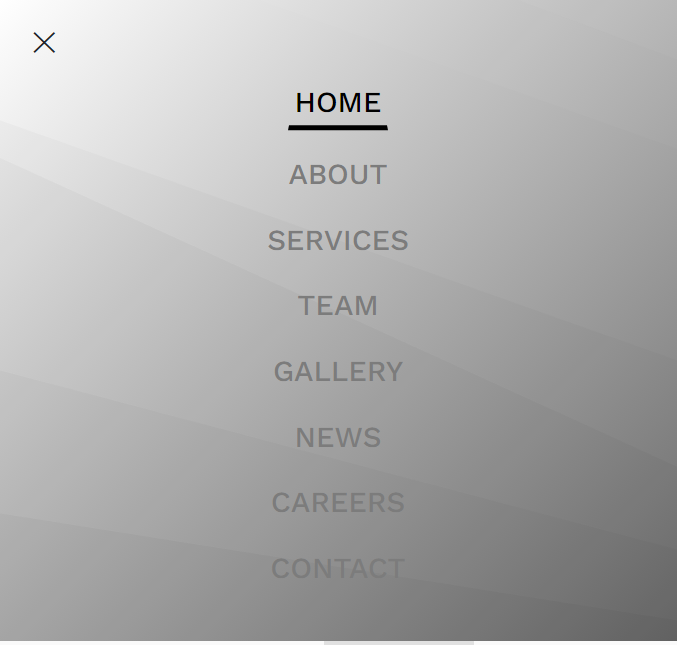 HOME
ABOUT
SERVICES
TEAM
GALLERY
NEWS
CAREERS
CONTACT